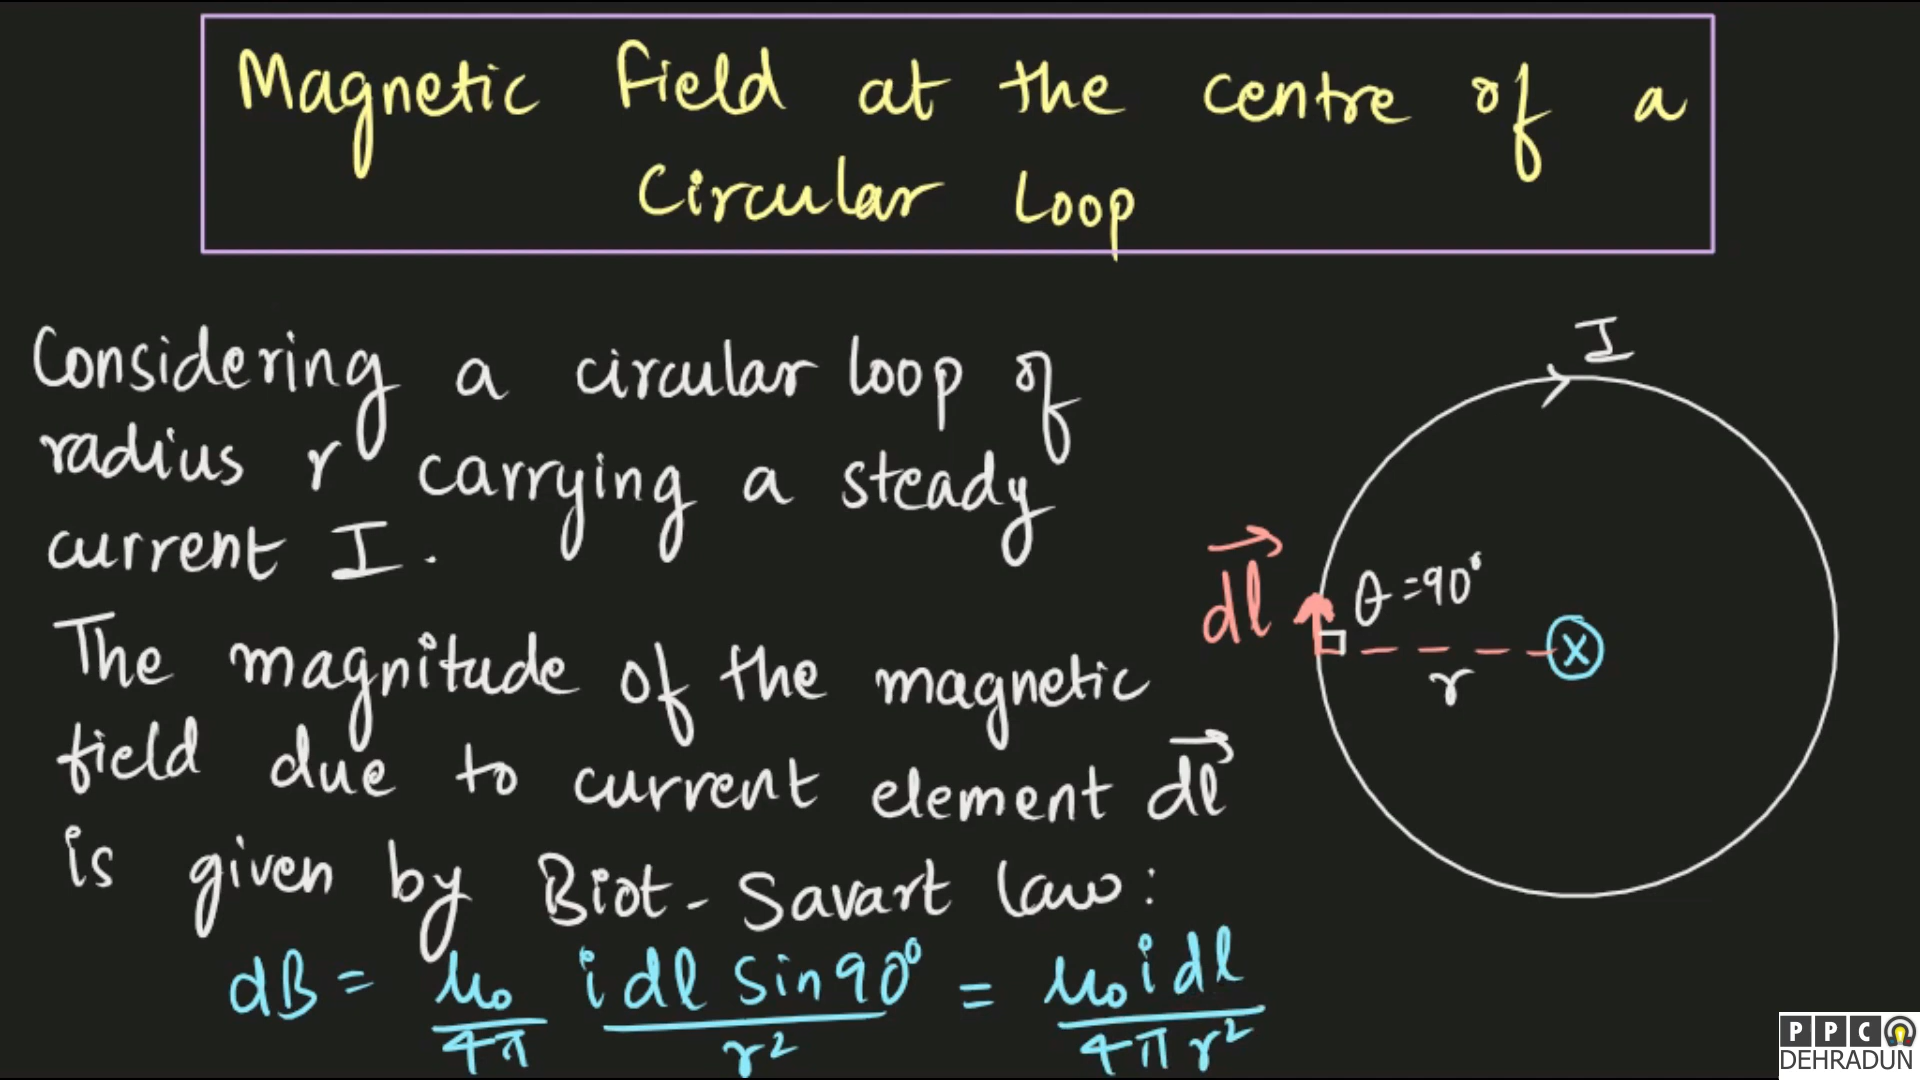 Magnetic field at the centre of a
Circular Loop
Considering a circular loop of
radius r carrying a steady
current I.
The magnitude of the magnetic
field due to current element d⃗l
is given by Biot-Savart law:
dB = μ₀/4π i dl Sin90°/r² = μ₀idl/4πr²
I
d⃗l
θ=90°
r
X
PPC
DEHRADUN